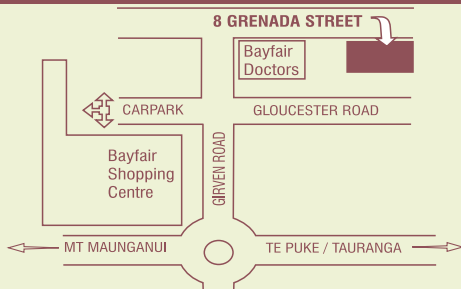 8 GRENADA STREET
Bayfair
Doctors
CARPARK
GLOUCESTER ROAD
GIRVEN ROAD
Bayfair
Shopping
Centre
MT MAUNGANUI
TE PUKE / TAURANGA